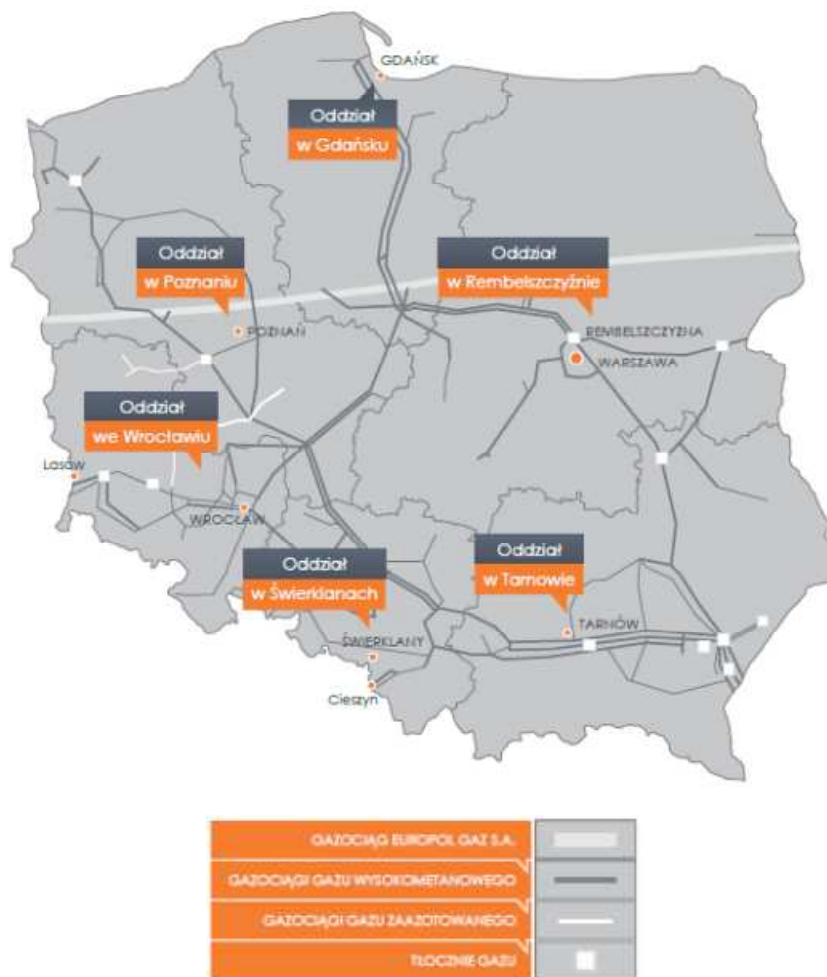 GDAŃSK
Oddział
w Gdańsku
Oddział
w Poznaniu
Oddział
w Rembelszczyźnie
POZNAŃ
REMBELSZCZYZNA
WARSZAWA
Oddział
we Wrocławiu
Lasów
WROCŁAW
Oddział
w Świerklanach
Oddział
w Tarnowie
TARNÓW
ŚWIERKLANY
Cieszyn
GAZOCIĄG EUROPOL GAZ S.A.
GAZOCIĄGI GAZU WYSOKOMETANOWEGO
GAZOCIĄGI GAZU ZAAZOTOWANEGO
TŁOCZNIE GAZU